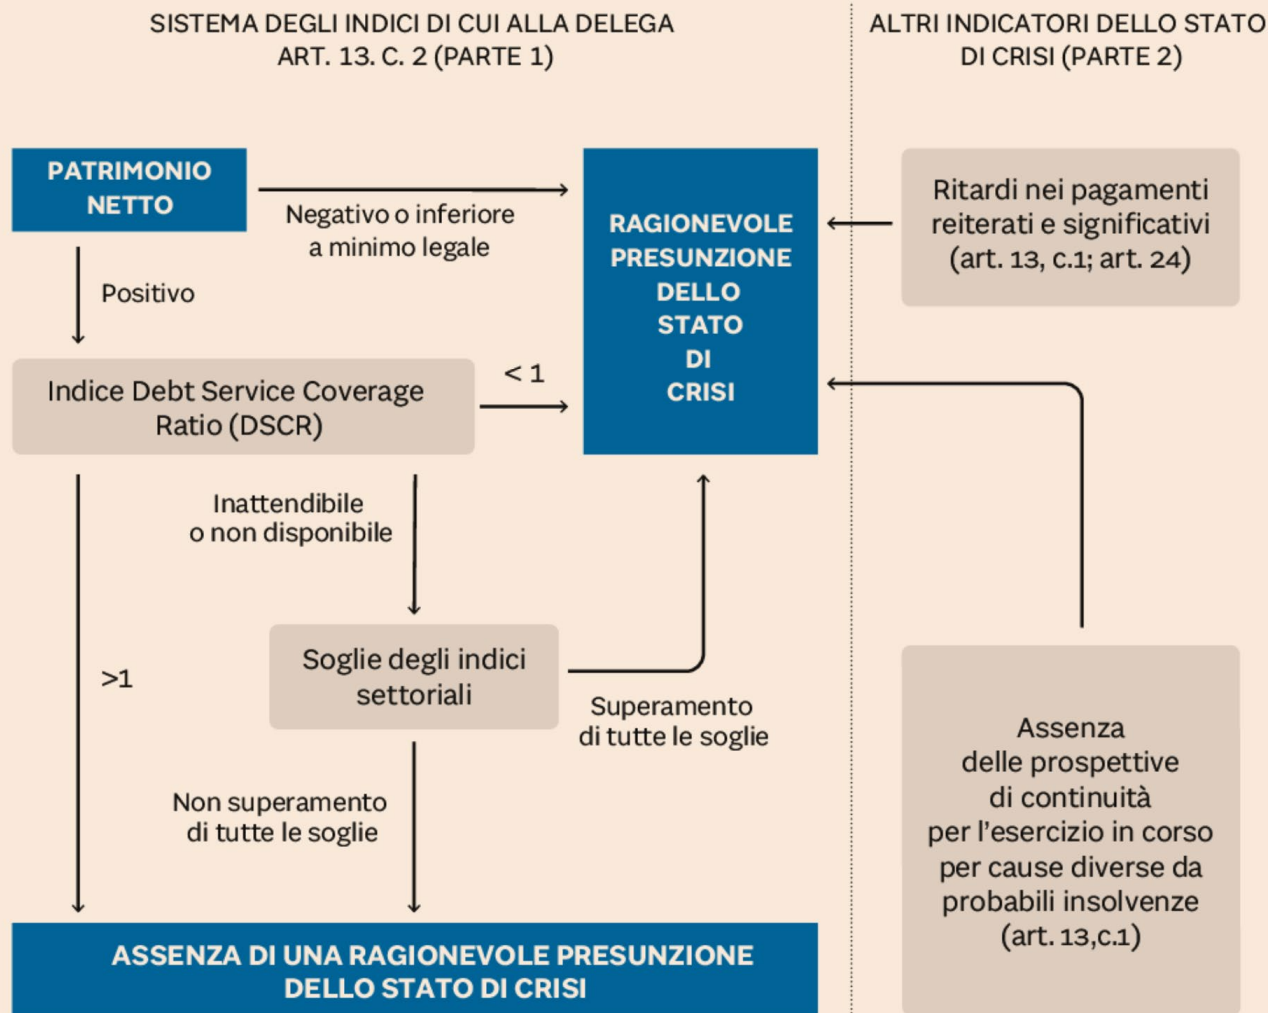 SISTEMA DEGLI INDICI DI CUI ALLA DELEGA
ART. 13. C. 2 (PARTE 1)
ALTRI INDICATORI DELLO STATO
DI CRISI (PARTE 2)
PATRIMONIO
NETTO
Negativo o inferiore
a minimo legale
RAGIONEVOLE
PRESUNZIONE
DELLO
STATO
DI
CRISI
Ritardi nei pagamenti
reiterati e significativi
(art. 13, c.1; art. 24)
Positivo
Indice Debt Service Coverage
Ratio (DSCR)
< 1
Inattendibile
o non disponibile
>1
Soglie degli indici
settoriali
Superamento
di tutte le soglie
Non superamento
di tutte le soglie
Assenza
delle prospettive
di continuità
per l'esercizio in corso
per cause diverse da
probabili insolvenze
(art. 13,c.1)
ASSENZA DI UNA RAGIONEVOLE PRESUNZIONE
DELLO STATO DI CRISI